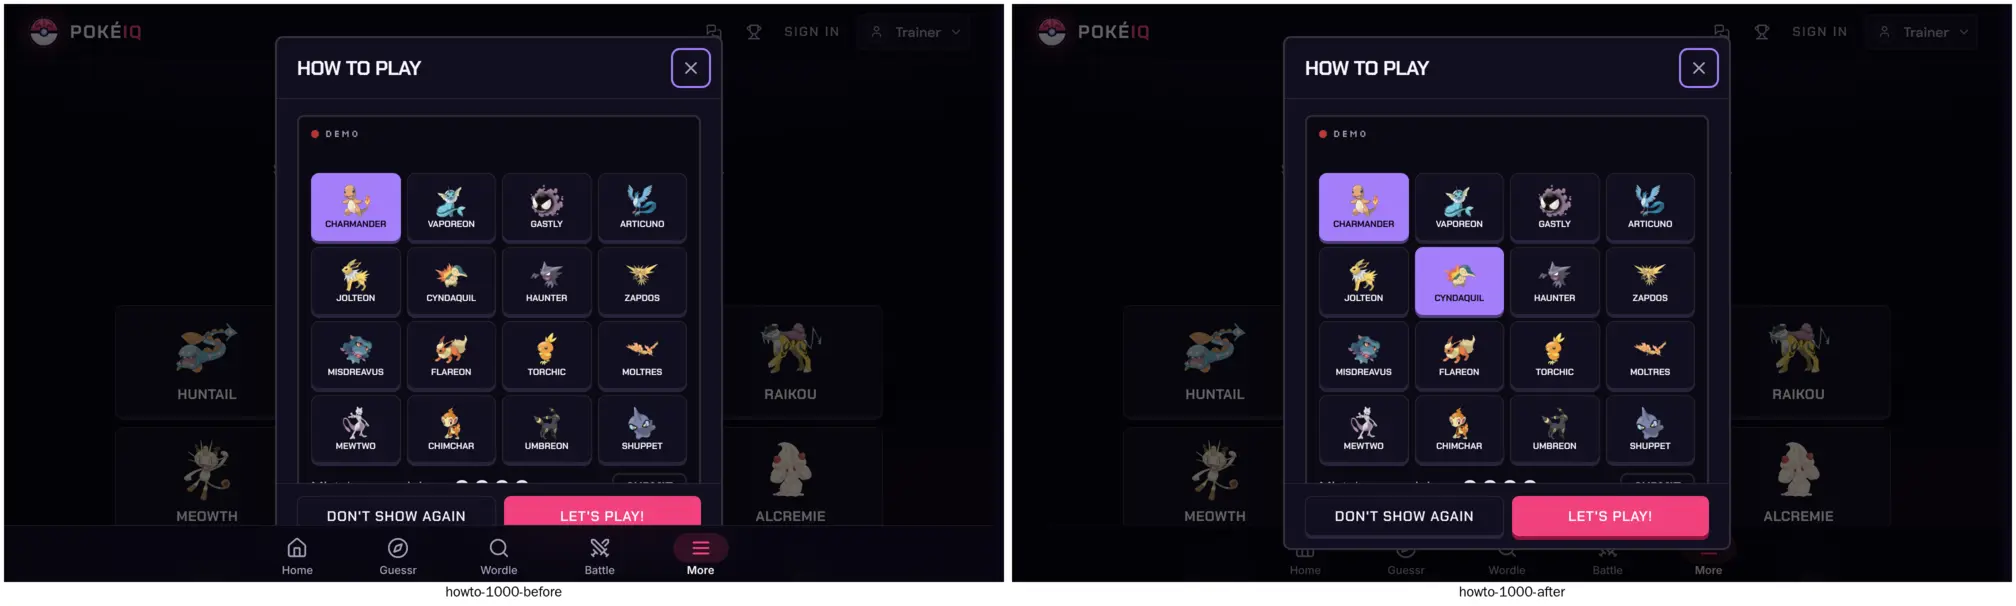 POKÉIQ
SIGN IN
Trainer
HOW TO PLAY
DEMO
CHARMANDER
VAPOREON
GASTLY
ARTICUNO
JOLTEON
CYNDAQUIL
HAUNTER
ZAPDOS
MISDREAVUS
FLAREON
TORCHIC
MOLTRES
MEWTWO
CHIMCHAR
UMBREON
SHUPPET
HUNTAIL
RAIKOU
MEOWTH
ALCREMIE
DON'T SHOW AGAIN
LET'S PLAY!
Home
Guessr
Wordle
Battle
More
howto-1000-before
POKÉIQ
SIGN IN
Trainer
HOW TO PLAY
DEMO
CHARMANDER
VAPOREON
GASTLY
ARTICUNO
JOLTEON
CYNDAQUIL
HAUNTER
ZAPDOS
MISDREAVUS
FLAREON
TORCHIC
MOLTRES
MEWTWO
CHIMCHAR
UMBREON
SHUPPET
HUNTAIL
RAIKOU
MEOWTH
ALCREMIE
DON'T SHOW AGAIN
LET'S PLAY!
Home
Guessr
Wordle
Battle
More
howto-1000-after